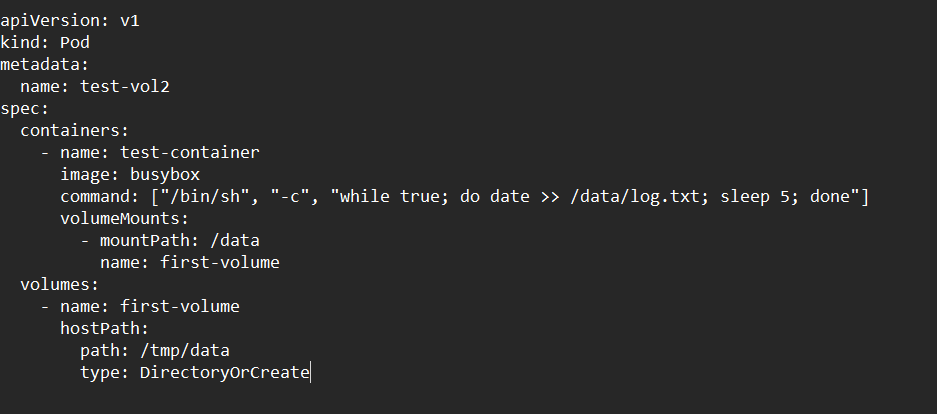 apiVersion: v1
kind: Pod
metadata:
  name: test-vol2
spec:
  containers:
    - name: test-container
      image: busybox
      command: ["/bin/sh", "-c", "while true; do date >> /data/log.txt; sleep 5; done"]
      volumeMounts:
        - mountPath: /data
          name: first-volume
  volumes:
    - name: first-volume
      hostPath:
        path: /tmp/data
        type: DirectoryOrCreate